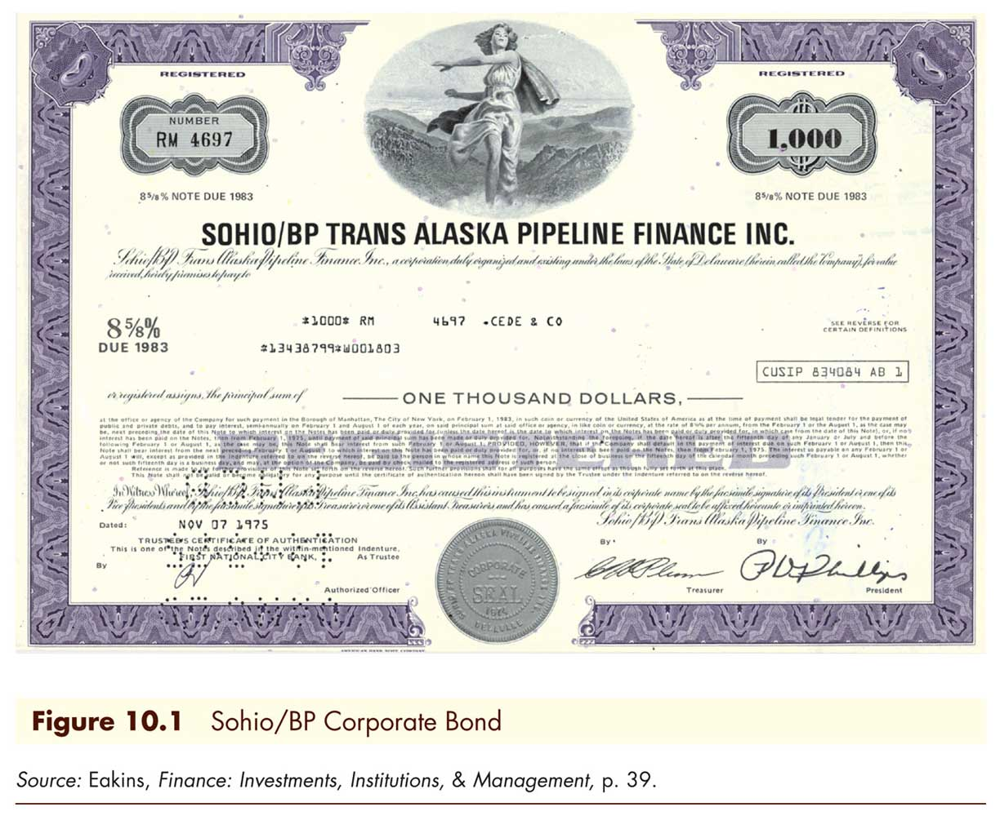 REGISTERED
REGISTERED
NUMBER
RM 4697
1,000
8⅝% NOTE DUE 1983
8⅝% NOTE DUE 1983
SOHIO/BP TRANS ALASKA PIPELINE FINANCE INC.
Sohio/BP Trans Alaska Pipeline Finance Inc., a corporation duly organized and existing under the laws of the State of Delaware (herein called the "Company"), for value
received, hereby promises to pay to
8⅝%
DUE 1983
*1000* RM 4697 •CEDE & CO
*13438799*W001803
SEE REVERSE FOR
CERTAIN DEFINITIONS
CUSIP 834084 AB 1
or registered assigns, the principal sum of
ONE THOUSAND DOLLARS,
at the office or agency of the Company for such payment in the Borough of Manhattan, The City of New York, on February 1, 1983, in such coin or currency of the United States of America as at the time of payment shall be legal tender for the payment of
public and private debts, and to pay interest, semi-annually on February 1 and August 1 of each year, on said principal sum at said office or agency, in like coin or currency, at the rate of 8⅝% per annum, from the February 1 or the August 1, as the case may
be, next preceding the date of this Note to which interest on the Notes has been paid or duly provided for (unless the date hereof is the date to which interest on the Notes has been paid or duly provided for, in which case from the date of this Note), or, if no
interest has been paid on the Notes, then from February 1, 1975, until payment of said principal sum has been made or duly provided for. Notwithstanding the foregoing, if the date hereof is after the fifteenth day of any January or July and before the
following February 1 or August 1, as the case may be, this Note shall bear interest from such February 1 or August 1; PROVIDED, HOWEVER, that if the Company shall default in the payment of interest due on such February 1 or August 1, then this
Note shall bear interest from the next preceding February 1 or August 1 to which interest on this Note has been paid or duly provided for, or, if no interest has been paid on the Notes, then from February 1, 1975. The interest so payable on any February 1 or
August 1 will, except as provided in the Indenture referred to on the reverse hereof, be paid to the person in whose name this Note is registered at the close of business on the fifteenth day of the calendar month preceding such February 1 or August 1, whether
or not such fifteenth day is a business day, and may, at the option of the Company, be paid by check mailed to the registered address of such person.
Reference is made to the further provisions of this Note set forth on the reverse hereof. Such further provisions shall for all purposes have the same effect as though fully set forth at this place.
This Note shall not be valid or become obligatory for any purpose until the certificate of authentication hereon shall have been signed by the Trustee under the Indenture referred to on the reverse hereof.
In Witness Whereof, Sohio/BP Trans Alaska Pipeline Finance Inc. has caused this instrument to be signed in its corporate name by the facsimile signature of its President or one of its
Vice Presidents and by the facsimile signature of its Treasurer or one of its Assistant Treasurers and has caused a facsimile of its corporate seal to be affixed hereunto or imprinted hereon.
Sohio/BP Trans Alaska Pipeline Finance Inc.
Dated: NOV 07 1975
TRUSTEE'S CERTIFICATE OF AUTHENTICATION
This is one of the Notes described in the within-mentioned Indenture.
FIRST NATIONAL CITY BANK, As Trustee
By
Authorized Officer
CORPORATE
SEAL
1974
By
Treasurer
By
President
AMERICAN BANK NOTE COMPANY
Figure 10.1 Sohio/BP Corporate Bond
Source: Eakins, Finance: Investments, Institutions, & Management, p. 39.